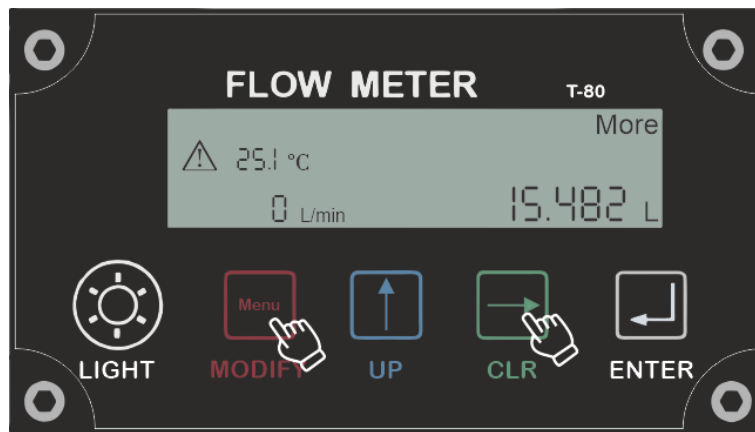 FLOW METER T-80
More
25.1 °C
0 L/min 15.482 L
Menu
LIGHT MODIFY UP CLR ENTER